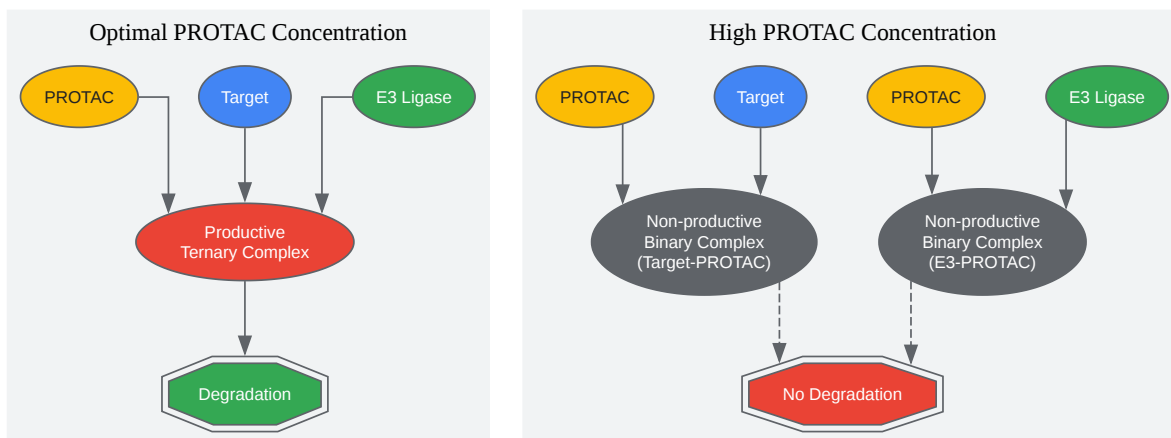 Optimal PROTAC Concentration
PROTAC
Target
E3 Ligase
Productive
Ternary Complex
Degradation
High PROTAC Concentration
PROTAC
Target
PROTAC
E3 Ligase
Non-productive
Binary Complex
(Target-PROTAC)
Non-productive
Binary Complex
(E3-PROTAC)
No Degradation